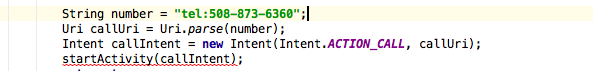 String number = "tel:508-873-6360";
Uri callUri = Uri.parse(number);
Intent callIntent = new Intent(Intent.ACTION_CALL, callUri);
startActivity(callIntent);